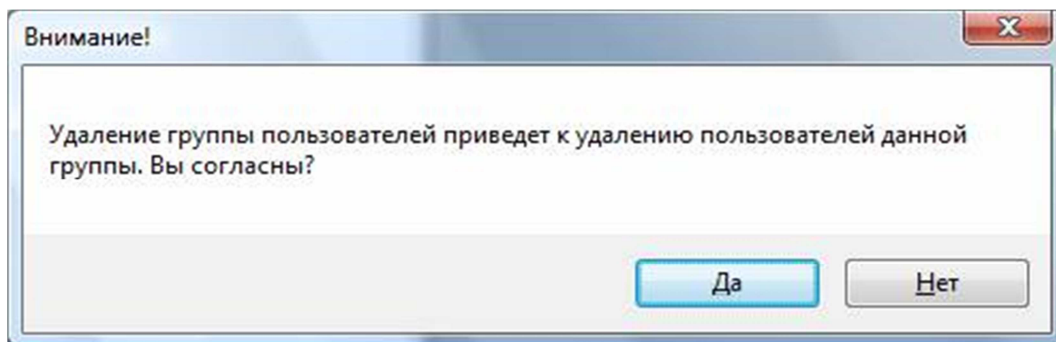 Внимание!
Удаление группы пользователей приведет к удалению пользователей данной
группы. Вы согласны?
Да
Нет